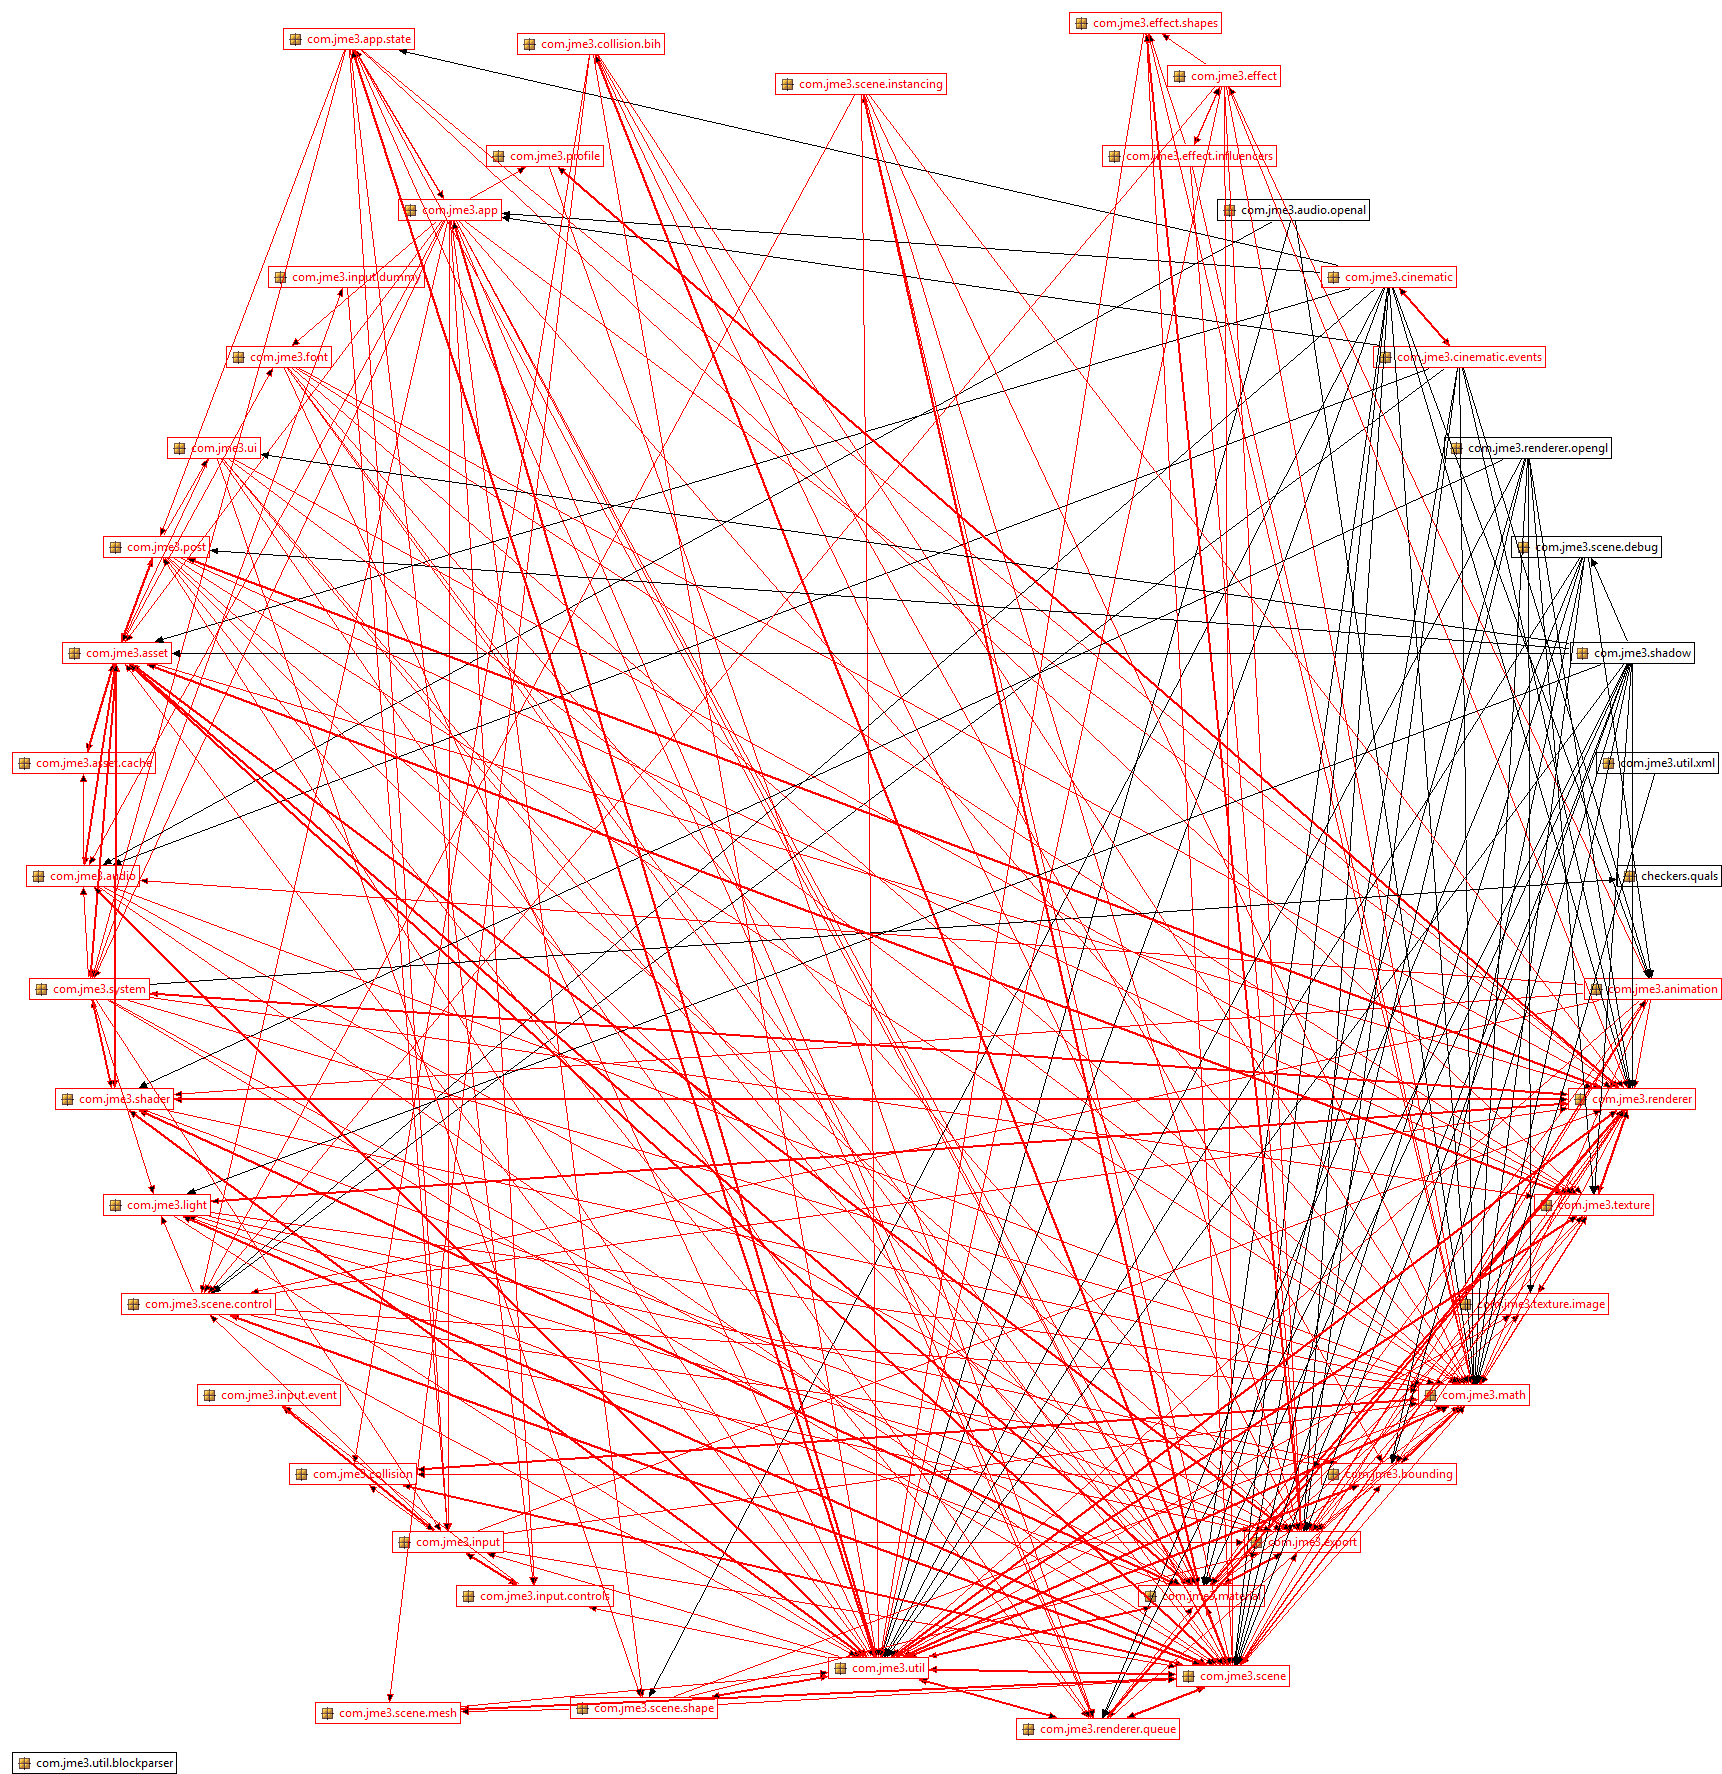 com.jme3.effect.shapes
com.jme3.app.state
com.jme3.collision.bih
com.jme3.effect
com.jme3.scene.instancing
com.jme3.profile
com.jme3.effect.influencers
com.jme3.app
com.jme3.audio.openal
com.jme3.input.dummy
com.jme3.cinematic
com.jme3.font
com.jme3.cinematic.events
com.jme3.ui
com.jme3.renderer.opengl
com.jme3.post
com.jme3.scene.debug
com.jme3.asset
com.jme3.shadow
com.jme3.asset.cache
com.jme3.util.xml
com.jme3.audio
checkers.quals
com.jme3.system
com.jme3.animation
com.jme3.shader
com.jme3.renderer
com.jme3.light
com.jme3.texture
com.jme3.scene.control
com.jme3.texture.image
com.jme3.input.event
com.jme3.math
com.jme3.collision
com.jme3.bounding
com.jme3.input
com.jme3.export
com.jme3.input.controls
com.jme3.material
com.jme3.util
com.jme3.scene
com.jme3.scene.mesh
com.jme3.scene.shape
com.jme3.renderer.queue
com.jme3.util.blockparser